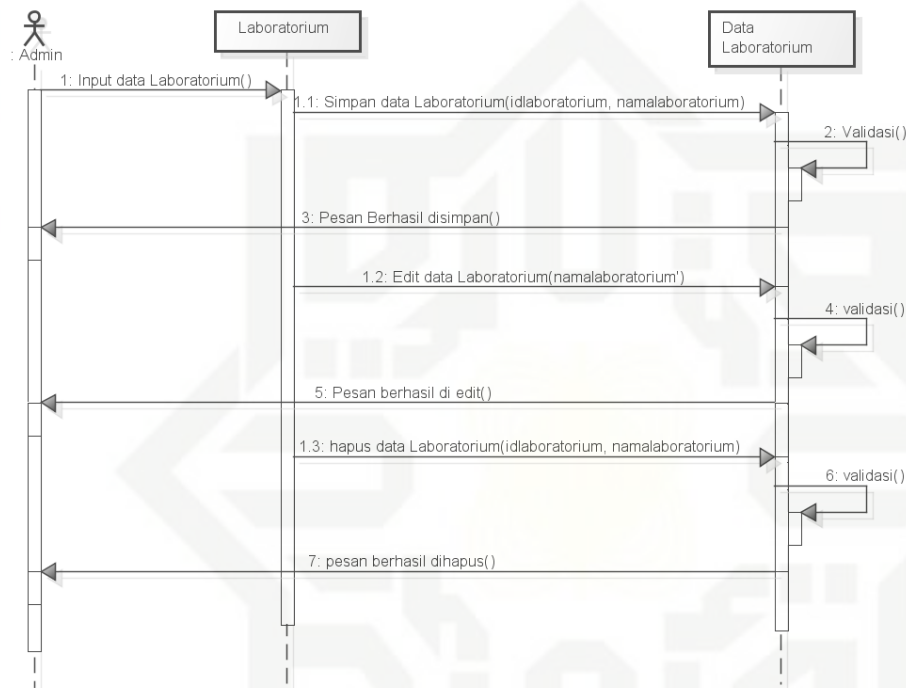 : Admin
Laboratorium
Data
Laboratorium
1: Input data Laboratorium()
1.1: Simpan data Laboratorium(idlaboratorium, namalaboratorium)
2: Validasi()
3: Pesan Berhasil disimpan()
1.2: Edit data Laboratorium(namalaboratorium')
4: validasi()
5: Pesan berhasil di edit()
1.3: hapus data Laboratorium(idlaboratorium, namalaboratorium)
6: validasi()
7: pesan berhasil dihapus()